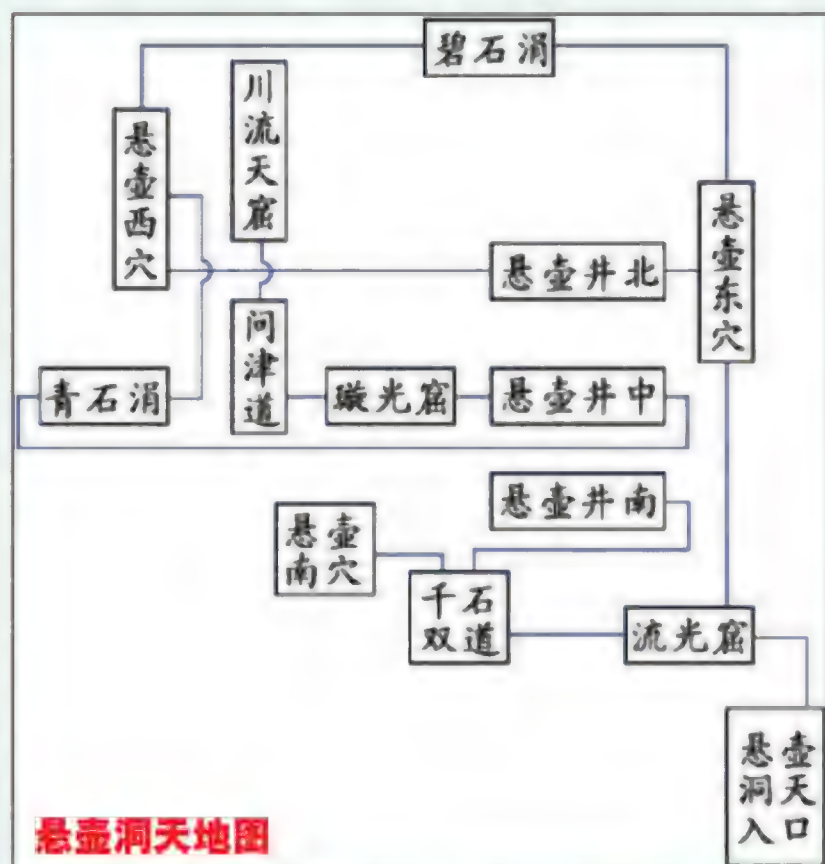 碧石涓
川流天窟
悬壶西穴
悬壶东穴
悬壶井北
问津道
青石涓
璇光窟
悬壶井中
悬壶井南
悬壶
南穴
千石
双道
流光窟
悬壶
洞天
入口
悬壶洞天地图